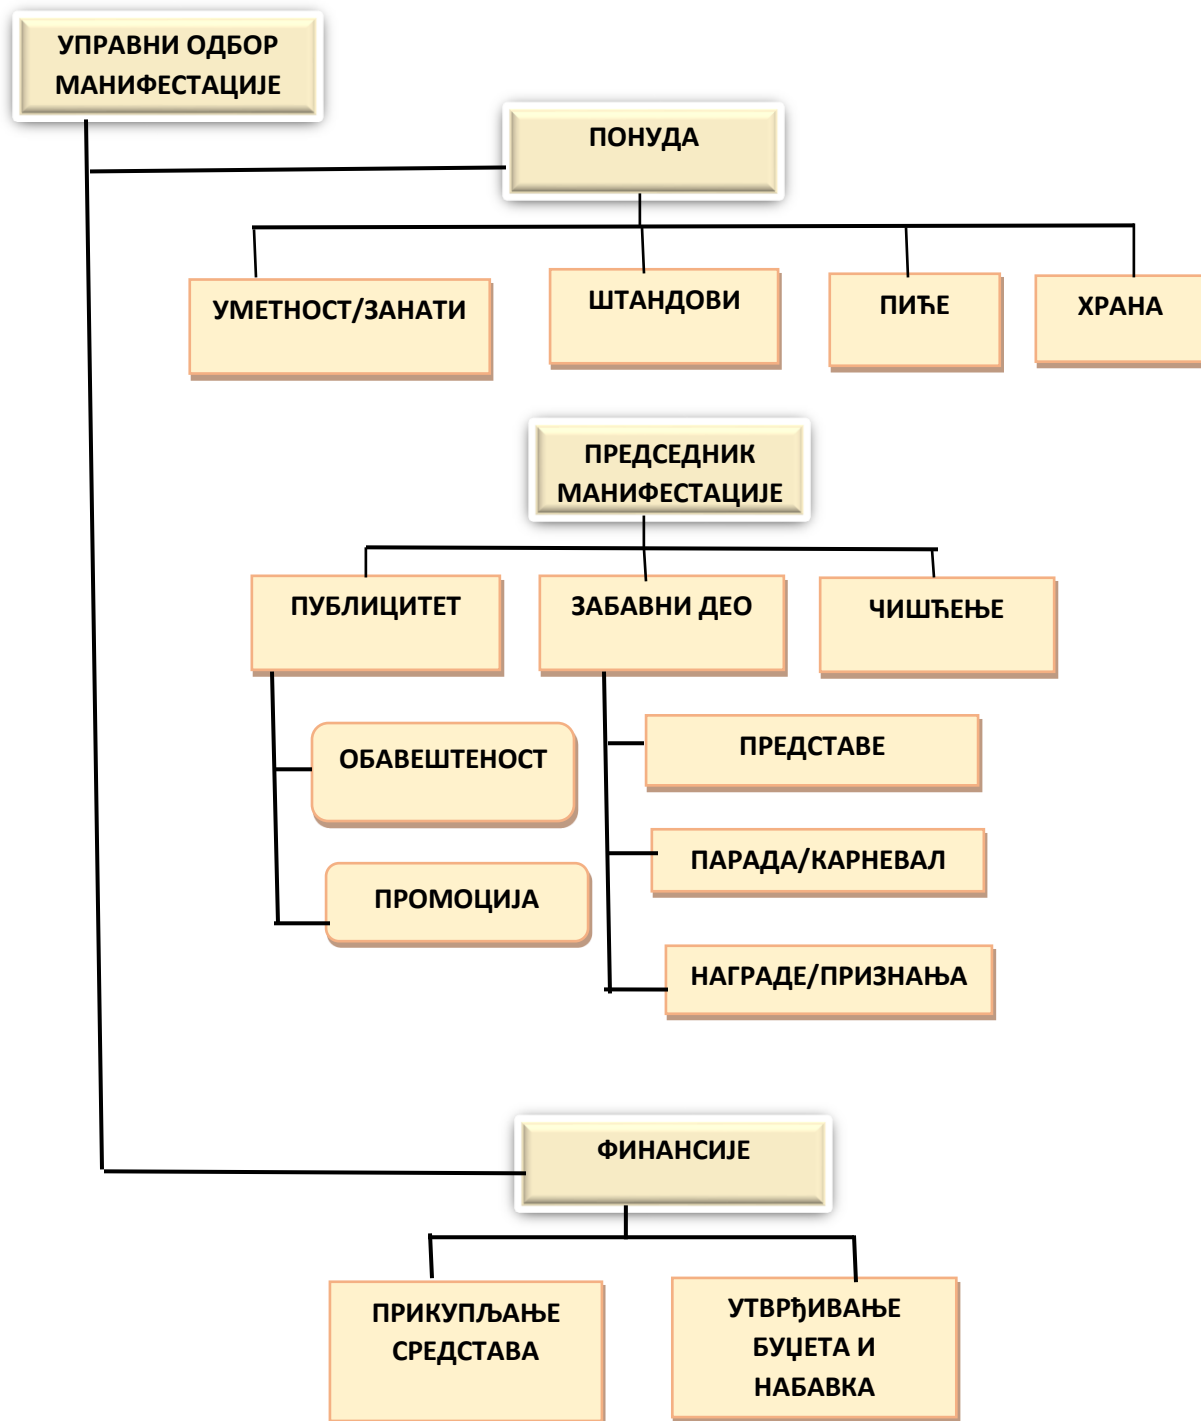 УПРАВНИ ОДБОР
МАНИФЕСТАЦИЈЕ
ПОНУДА
УМЕТНОСТ/ЗАНАТИ
ШТАНДОВИ
ПИЋЕ
ХРАНА
ПРЕДСЕДНИК
МАНИФЕСТАЦИЈЕ
ПУБЛИЦИТЕТ
ЗАБАВНИ ДЕО
ЧИШЋЕЊЕ
ОБАВЕШТЕНОСТ
ПРЕДСТАВЕ
ПАРАДА/КАРНЕВАЛ
ПРОМОЦИЈА
НАГРАДЕ/ПРИЗНАЊА
ФИНАНСИЈЕ
ПРИКУПЉАЊЕ
СРЕДСТАВА
УТВРЂИВАЊЕ
БУЏЕТА И
НАБАВКА